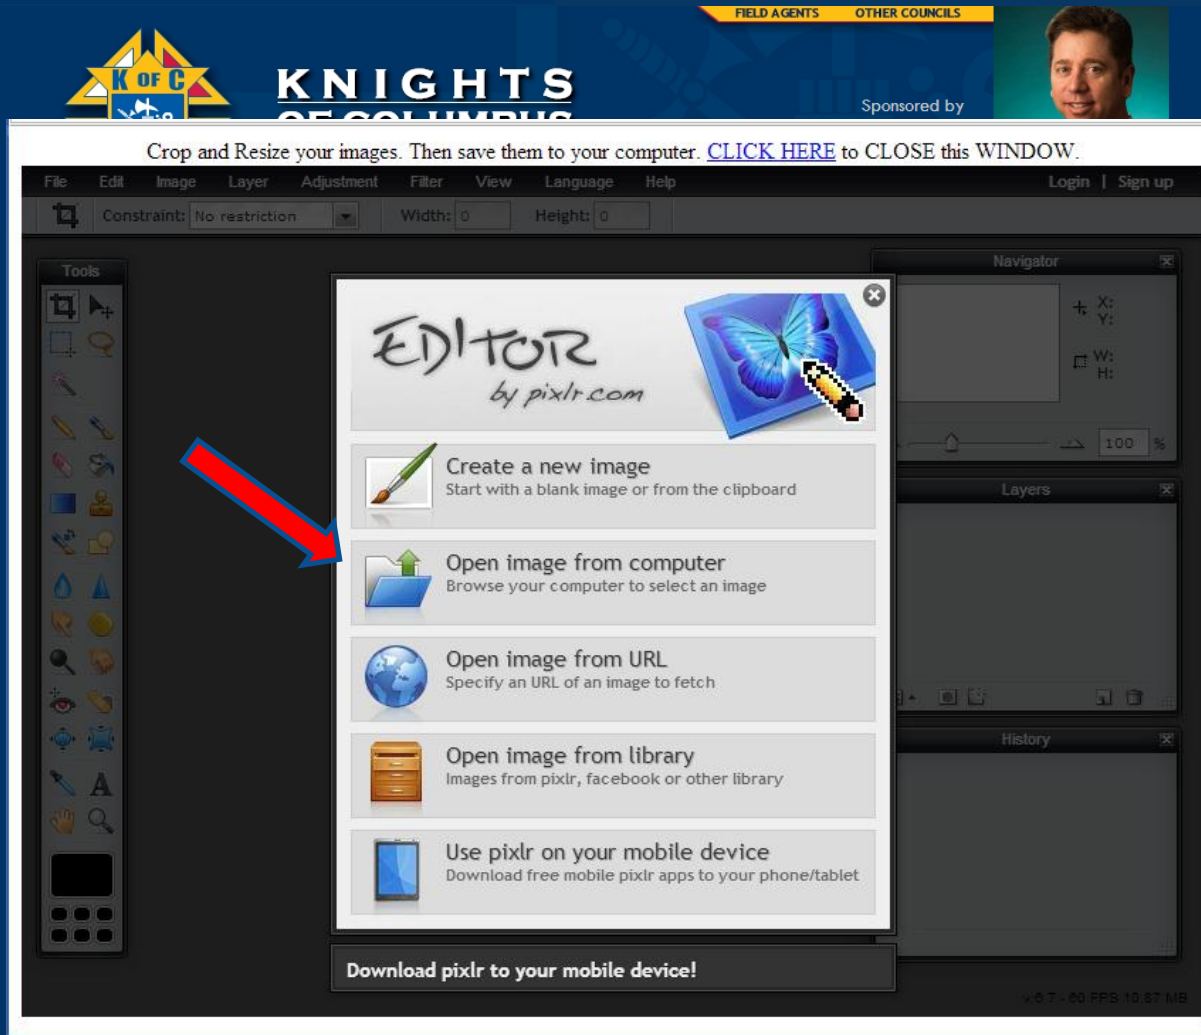 FIELD AGENTS OTHER COUNCILS
K OF C
KNIGHTS
OF COLUMBUS
Sponsored by
Crop and Resize your images. Then save them to your computer. CLICK HERE to CLOSE this WINDOW.
File Edit Image Layer Adjustment Filter View Language Help Login | Sign up
Constraint: No restriction Width: 0 Height: 0
Tools
Navigator
X:
Y:
W:
H:
100 %
EDITOR
by pixlr.com
Create a new image
Start with a blank image or from the clipboard
Open image from computer
Browse your computer to select an image
Open image from URL
Specify an URL of an image to fetch
Open image from library
Images from pixlr, facebook or other library
Use pixlr on your mobile device
Download free mobile pixlr apps to your phone/tablet
Layers
History
A
Download pixlr to your mobile device!